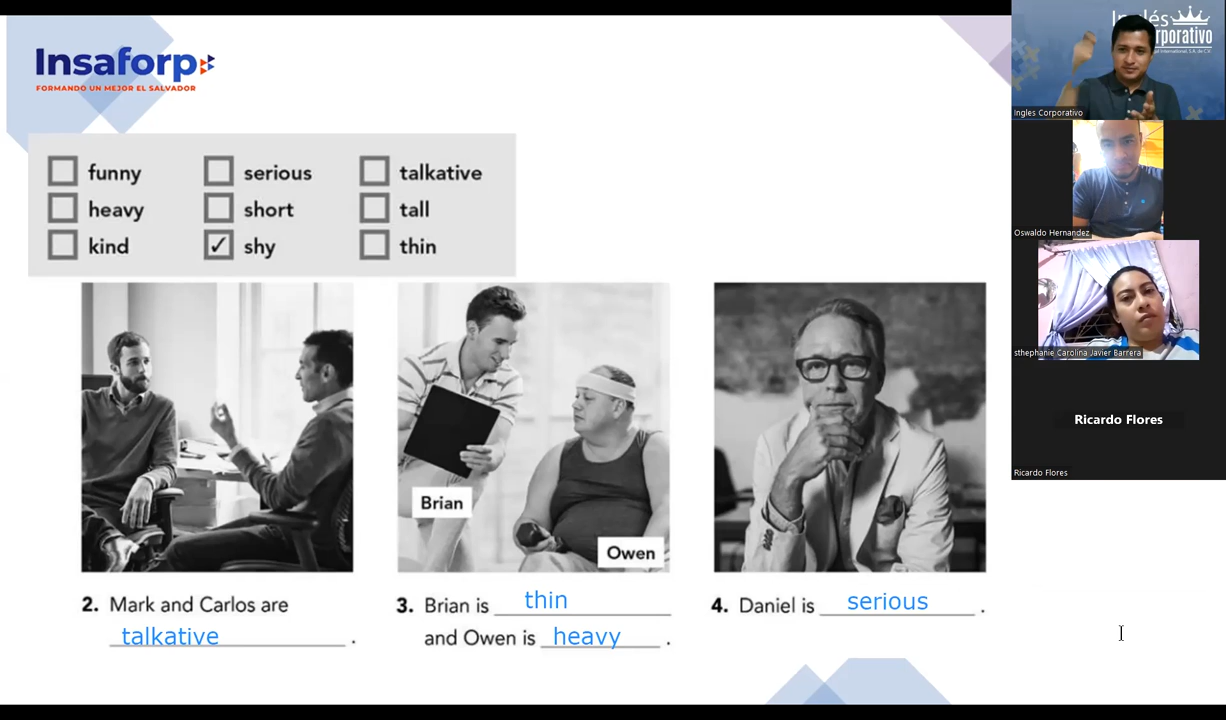 Insaforp
FORMANDO UN MEJOR EL SALVADOR
funny serious talkative
heavy short tall
kind ✓ shy thin
Brian
Owen
2. Mark and Carlos are
talkative .
3. Brian is thin
and Owen is heavy .
4. Daniel is serious .
Inglés
Corporativo
Ingles Corporativo
Oswaldo Hernandez
sthephanie Carolina Javier Barrera
Ricardo Flores
Ricardo Flores